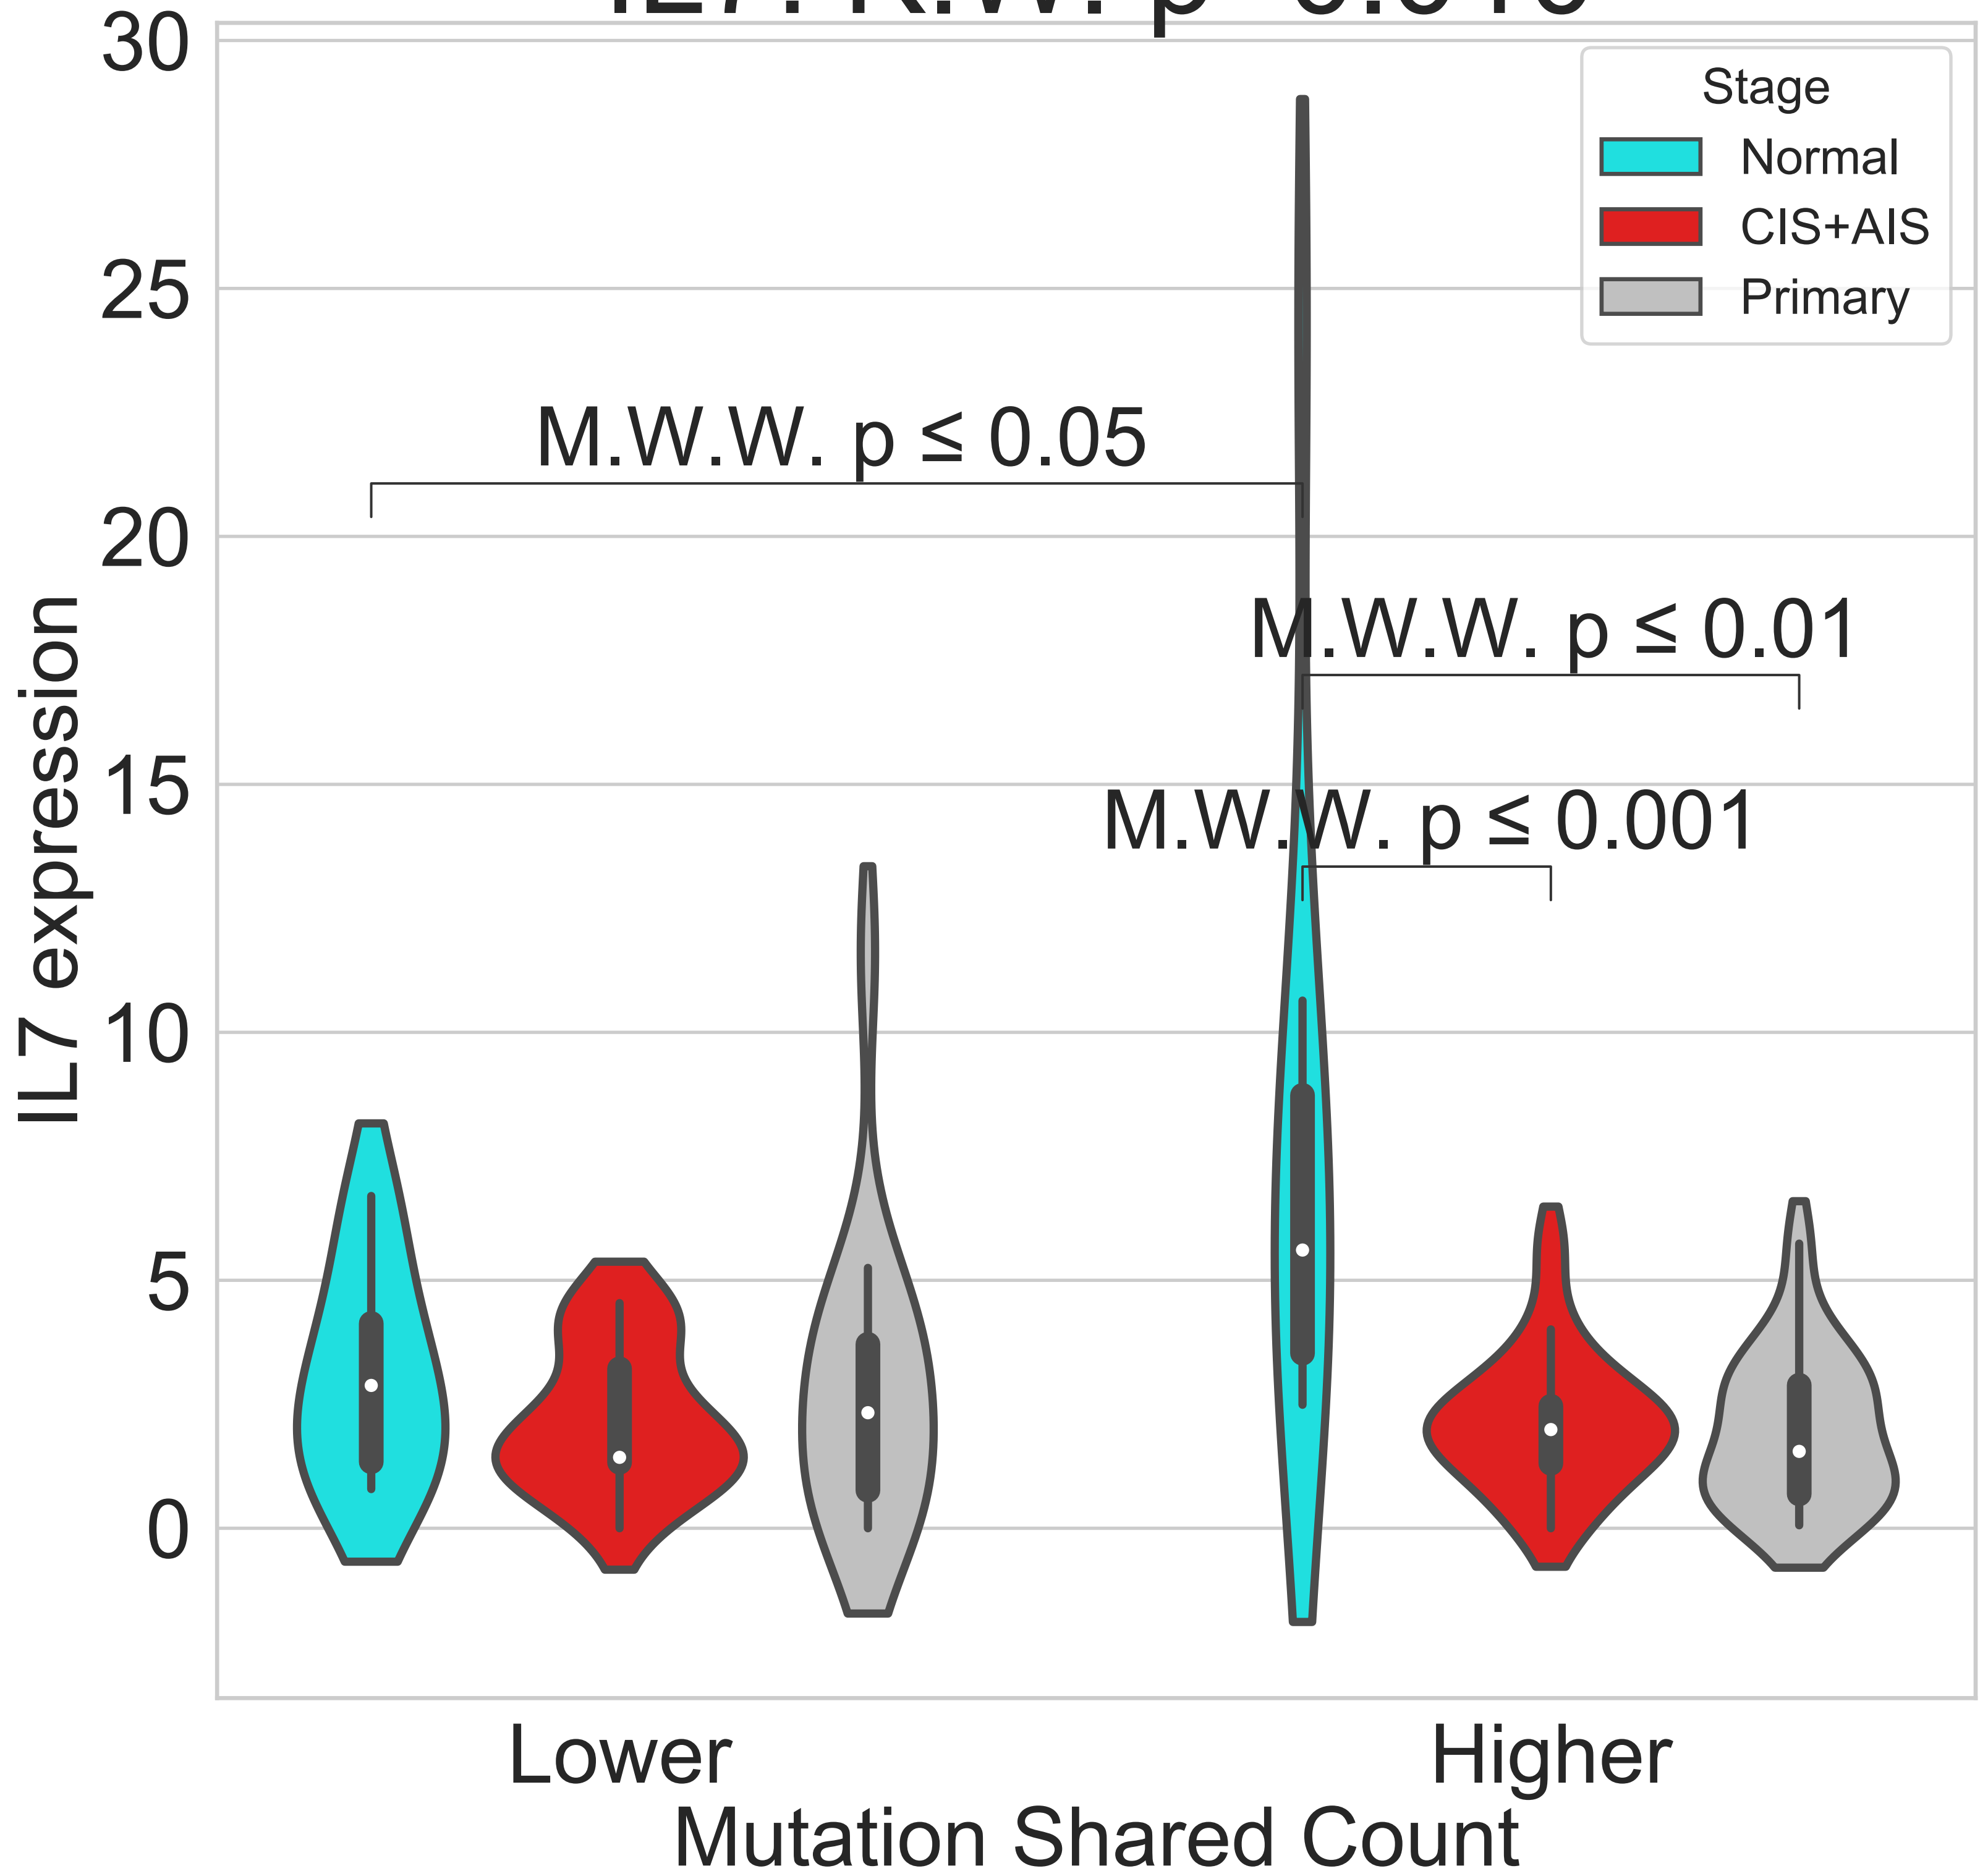 30
25
20
15
10
5
0
IL7 expression
Stage
Normal
CIS+AIS
Primary
M.W.W. p ≤ 0.05
M.W.W. p ≤ 0.01
M.W.W. p ≤ 0.001
Lower
Higher
Mutation Shared Count